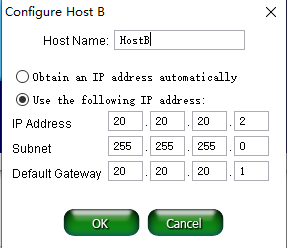 Configure Host B
Host Name: HostB
Obtain an IP address automatically
Use the following IP address:
IP Address 20 . 20 . 20 . 2
Subnet 255 . 255 . 255 . 0
Default Gateway 20 . 20 . 20 . 1
OK Cancel